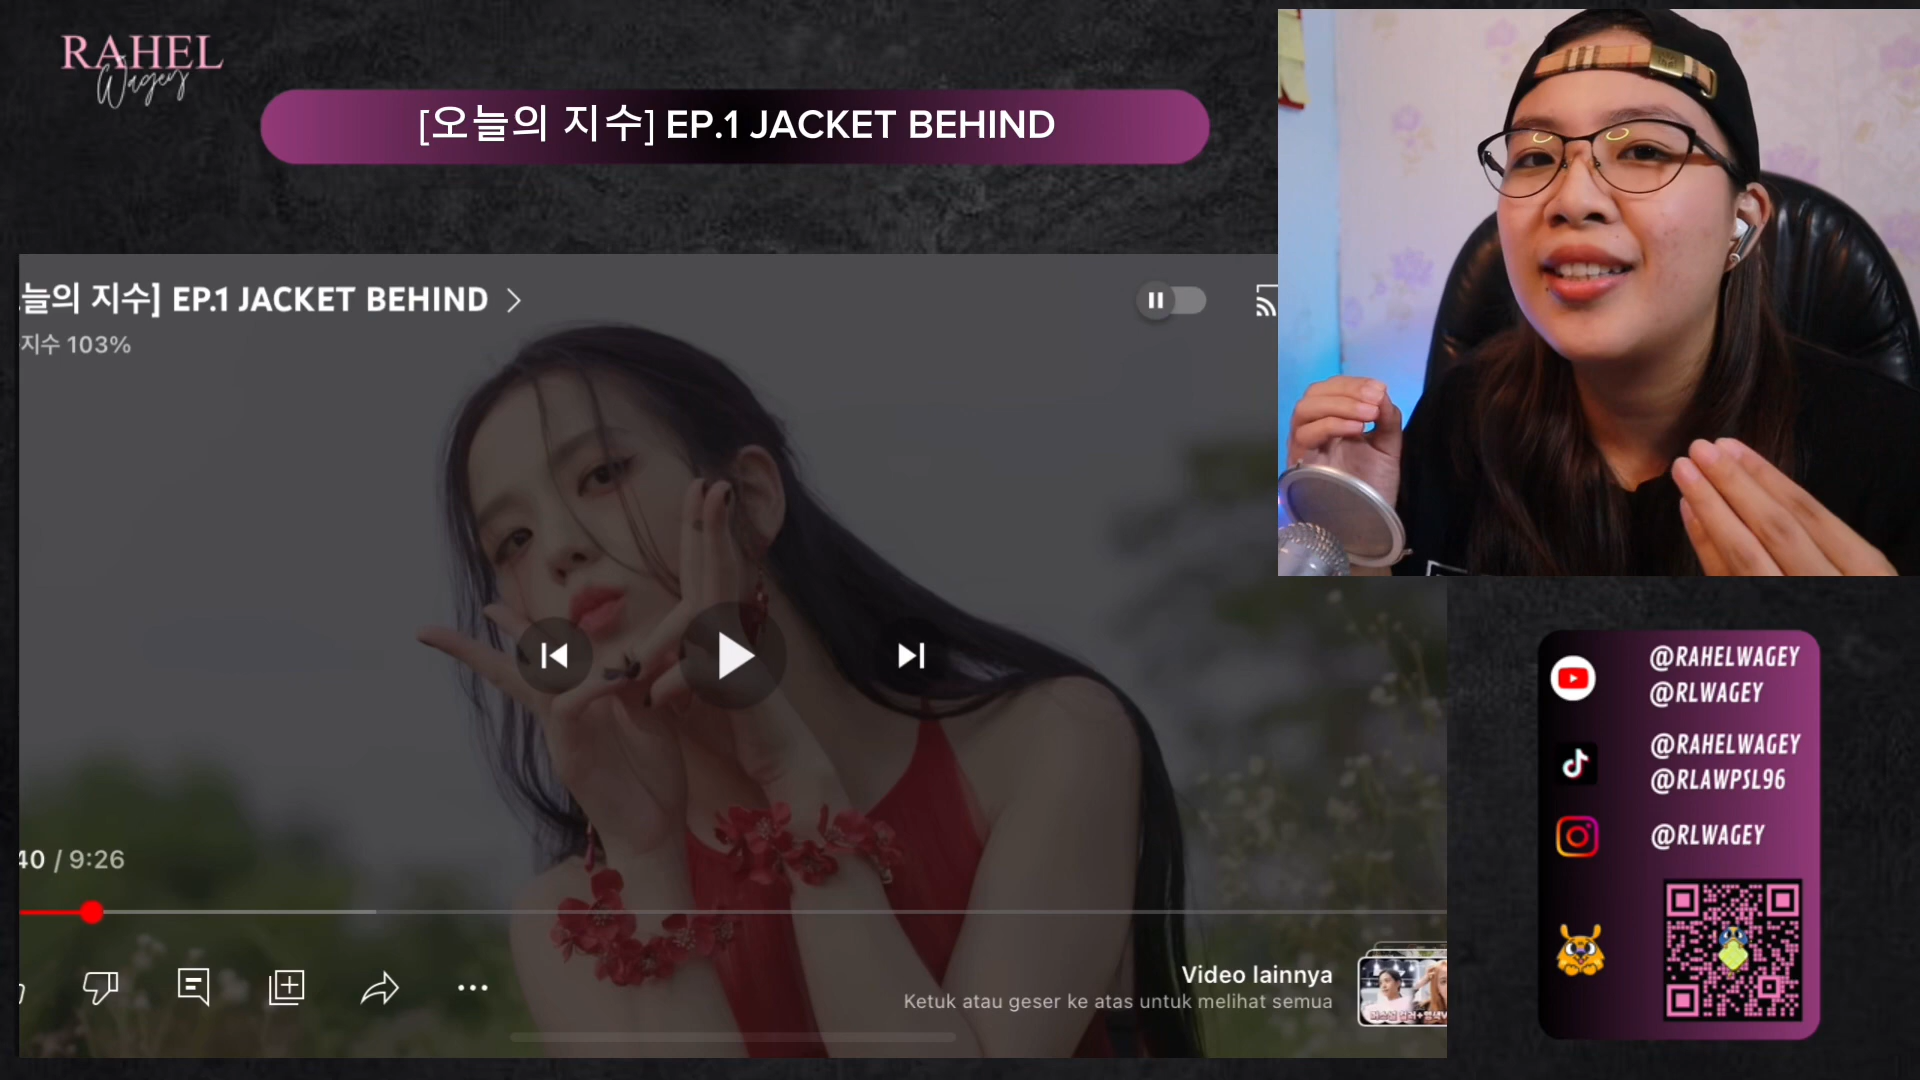 RAHEL
Wagey
[오늘의 지수] EP.1 JACKET BEHIND
늘의 지수] EP.1 JACKET BEHIND
지수 103%
40 / 9:26
Video lainnya
Ketuk atau geser ke atas untuk melihat semua
@RAHELWAGEY
@RLWAGEY
@RAHELWAGEY
@RLAWPSL96
@RLWAGEY